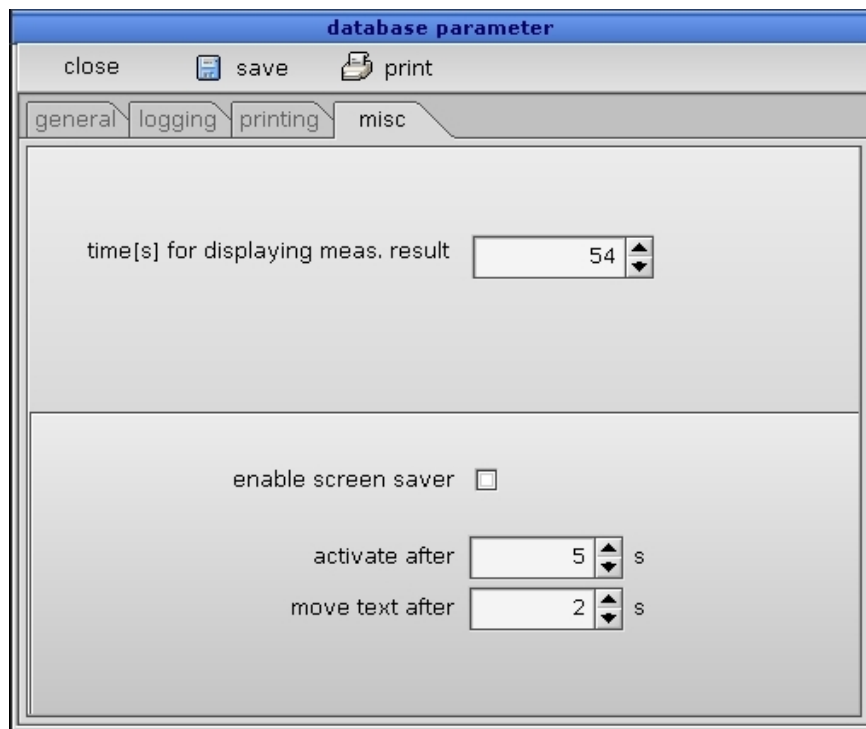 database parameter
close save print
general logging printing misc
time[s] for displaying meas. result 54
enable screen saver
activate after 5 s
move text after 2 s